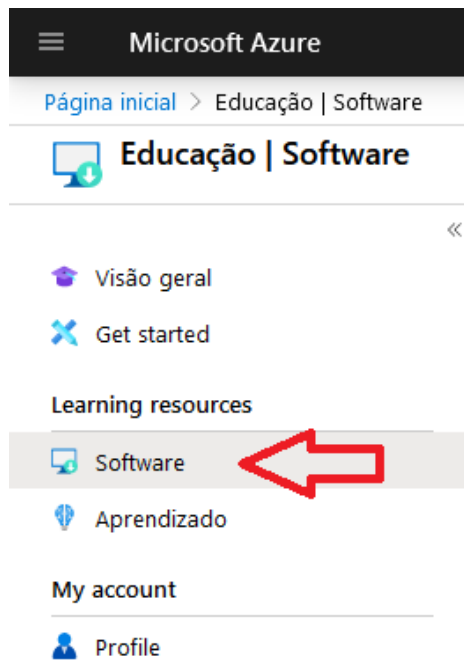 Microsoft Azure
Página inicial > Educação | Software
Educação | Software
«
Visão geral
Get started
Learning resources
Software
Aprendizado
My account
Profile